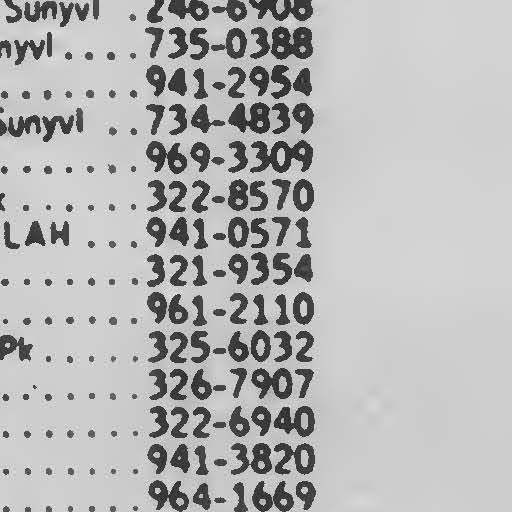 Sunyvl . 246-6908
nyvl .... 735-0388
....... 941-2954
Sunyvl .. 734-4839
....... 969-3309
...... 322-8570
LAH ... 941-0571
....... 321-9354
....... 961-2110
Pk ..... 325-6032
....... 326-7907
....... 322-6940
....... 941-3820
....... 964-1669